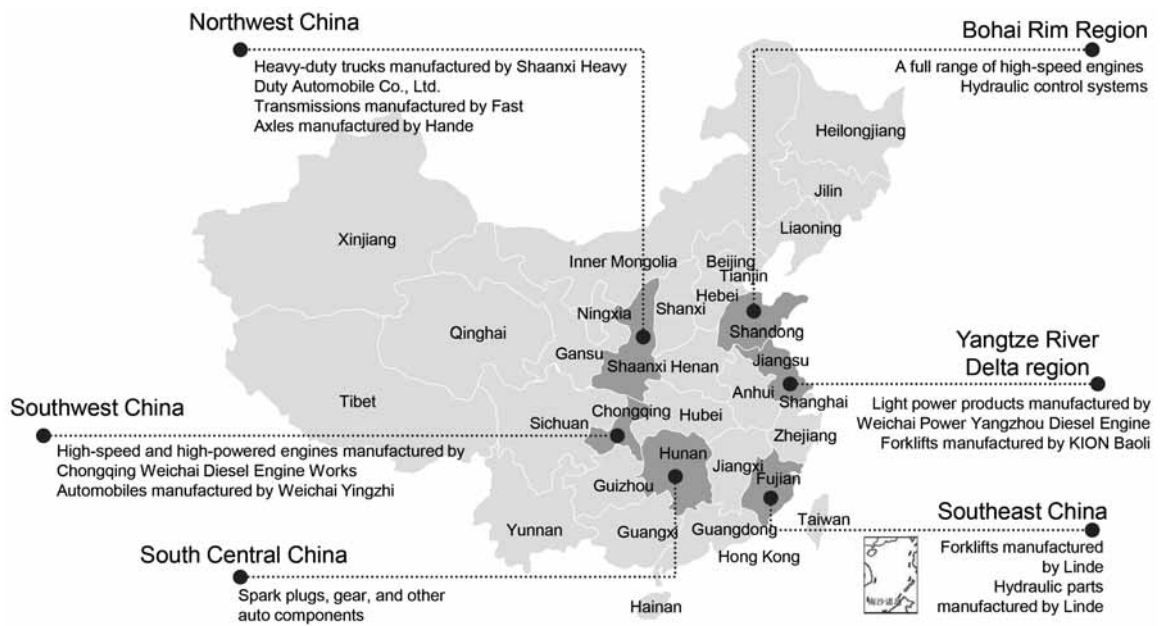 Northwest China
Heavy-duty trucks manufactured by Shaanxi Heavy
Duty Automobile Co., Ltd.
Transmissions manufactured by Fast
Axles manufactured by Hande
Bohai Rim Region
A full range of high-speed engines
Hydraulic control systems
Heilongjiang
Jilin
Liaoning
Xinjiang
Inner Mongolia
Beijing
Tianjin
Hebei
Shanxi
Ningxia
Shandong
Qinghai
Gansu
Shaanxi
Henan
Jiangsu
Anhui
Shanghai
Yangtze River
Delta region
Light power products manufactured by
Weichai Power Yangzhou Diesel Engine
Forklifts manufactured by KION Baoli
Tibet
Southwest China
High-speed and high-powered engines manufactured by
Chongqing Weichai Diesel Engine Works
Automobiles manufactured by Weichai Yingzhi
Sichuan
Chongqing
Hubei
Zhejiang
Hunan
Jiangxi
Fujian
Guizhou
Yunnan
Guangxi
Guangdong
Hong Kong
Taiwan
Hainan
South Central China
Spark plugs, gear, and other
auto components
Southeast China
Forklifts manufactured
by Linde
Hydraulic parts
manufactured by Linde